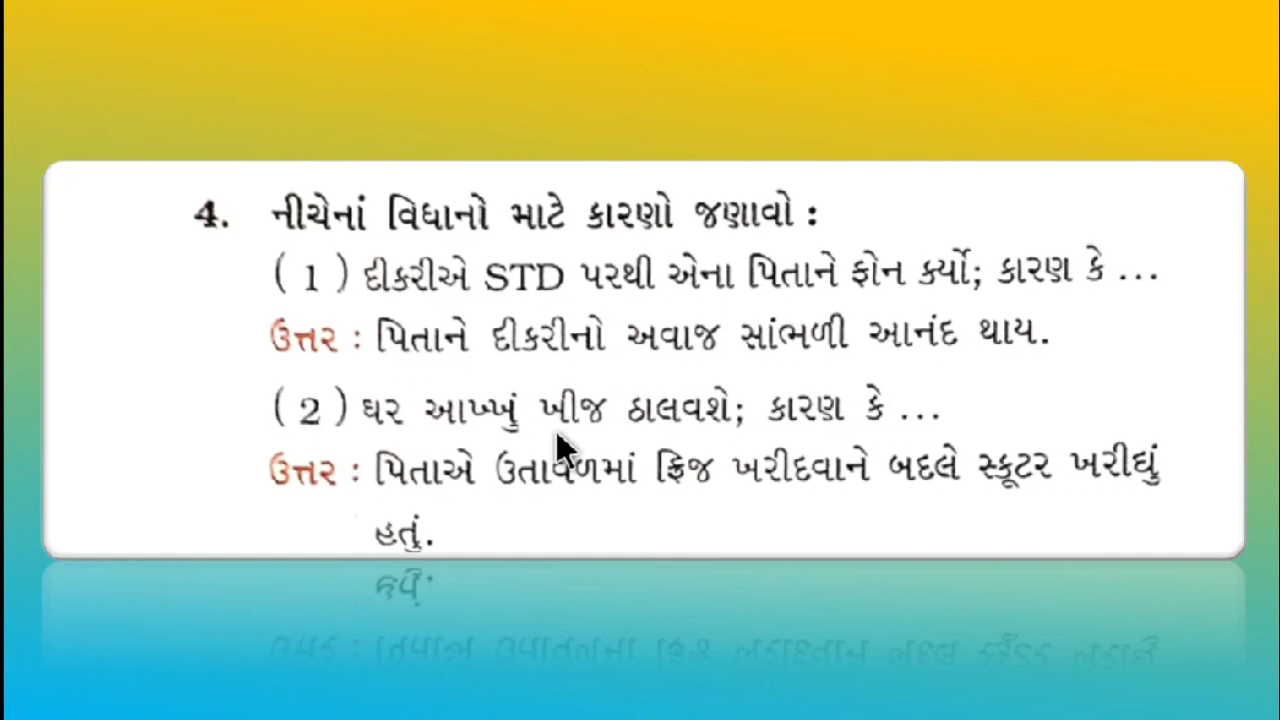 4. નીચેનાં વિધાનો માટે કારણો જણાવો :
( 1 ) દીકરીએ STD પરથી એના પિતાને ફોન કર્યો; કારણ કે ...
ઉત્તર : પિતાને દીકરીનો અવાજ સાંભળી આનંદ થાય.
( 2 ) ઘર આખ્ખું ખીજ ઠાલવશે; કારણ કે ...
ઉત્તર : પિતાએ ઉતાવળમાં ફ્રિજ ખરીદવાને બદલે સ્કૂટર ખરીદ્યું
હતું.